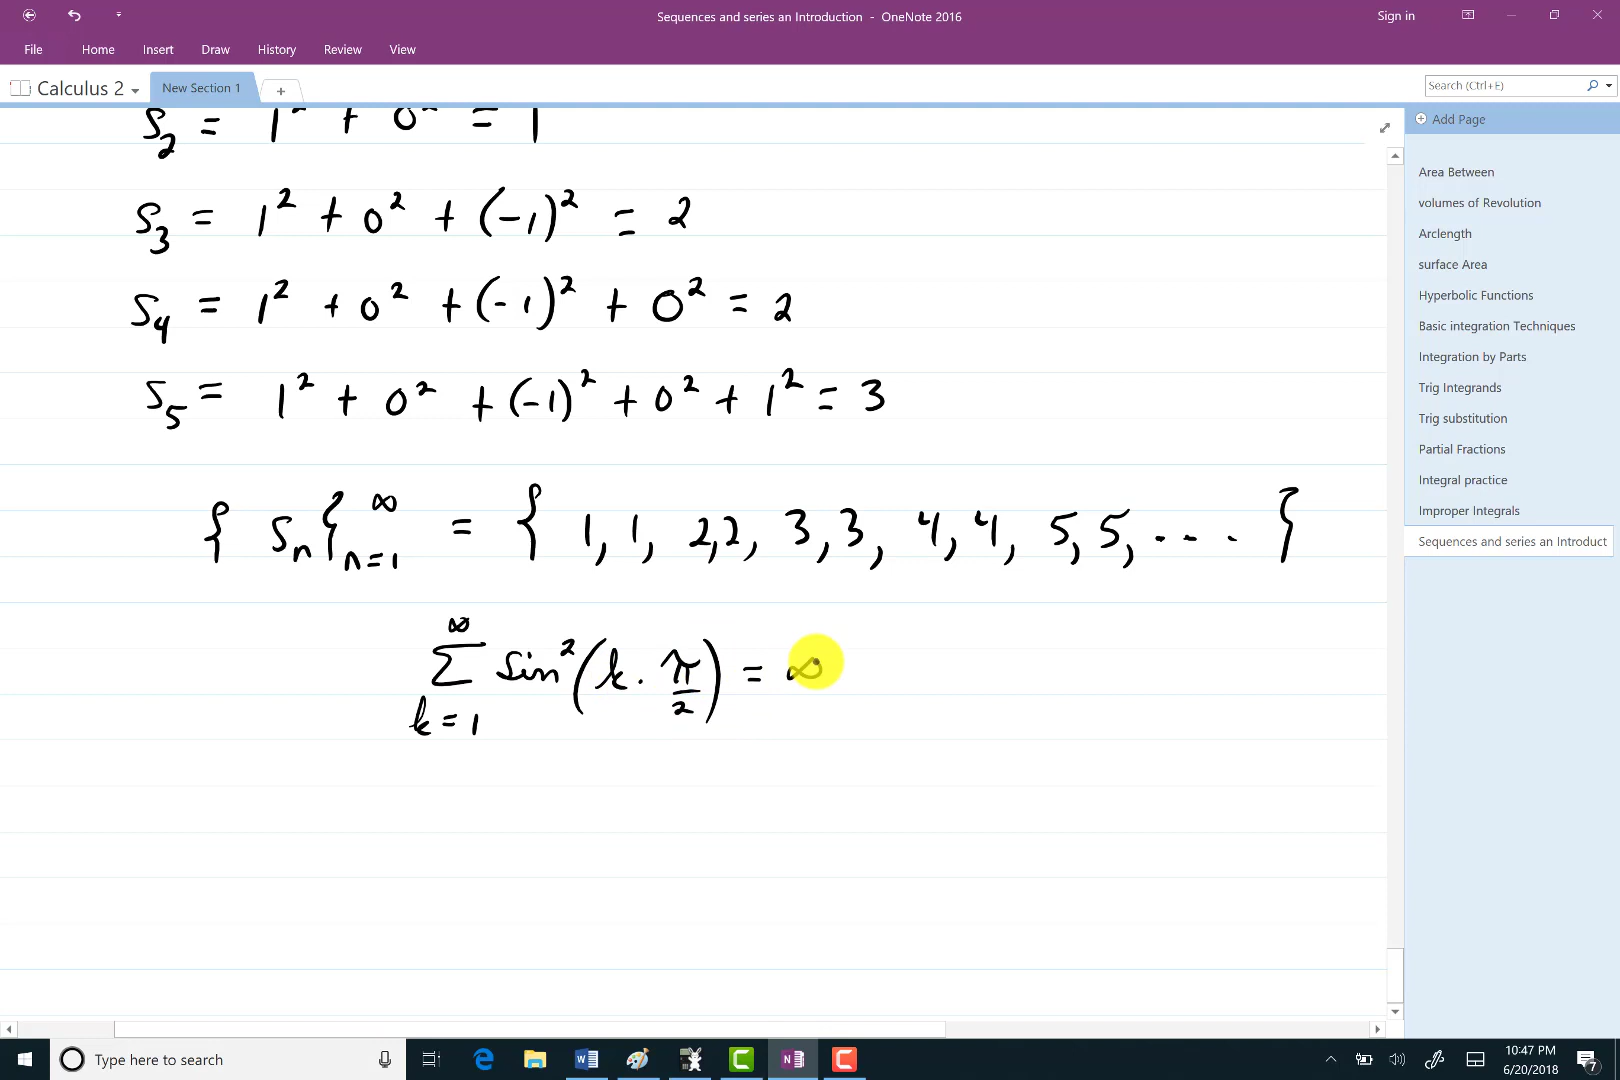 Sequences and series an Introduction - OneNote 2016
Sign in
File Home Insert Draw History Review View
Calculus 2 New Section 1 +
Search (Ctrl+E)
Add Page
Area Between
volumes of Revolution
Arclength
surface Area
Hyperbolic Functions
Basic integration Techniques
Integration by Parts
Trig Integrands
Trig substitution
Partial Fractions
Integral practice
Improper Integrals
Sequences and series an Introduct
S₂ = 1² + 0² = 1
S₃ = 1² + 0² + (-1)² = 2
S₄ = 1² + 0² + (-1)² + 0² = 2
S₅ = 1² + 0² + (-1)² + 0² + 1² = 3
{ Sₙ }ₙ₌₁^∞ = { 1, 1, 2, 2, 3, 3, 4, 4, 5, 5, .... }
∑ₖ₌₁^∞ sin²(k · π/2) = ∞
Type here to search
10:47 PM
6/20/2018
7